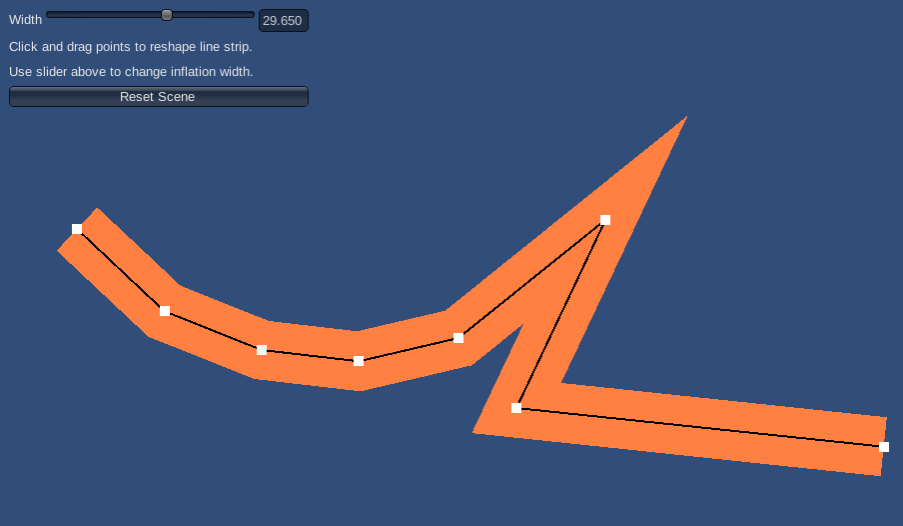 Width 29.650
Click and drag points to reshape line strip.
Use slider above to change inflation width.
Reset Scene